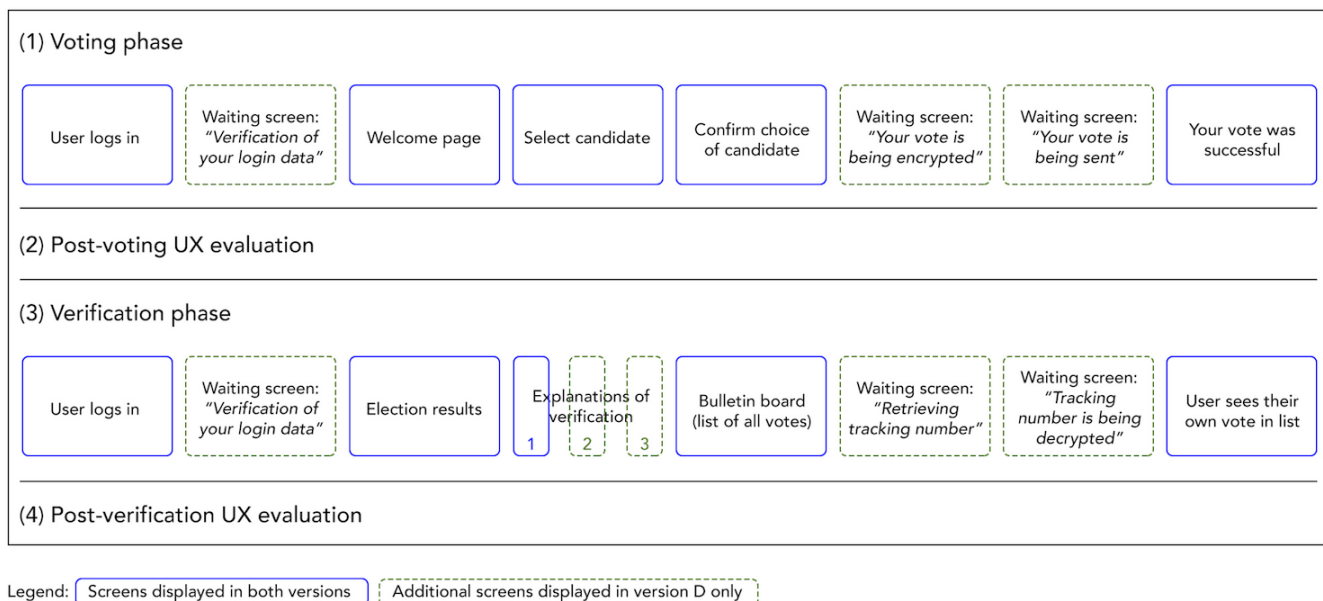 (1) Voting phase
User logs in
Waiting screen:
“Verification of
your login data”
Welcome page
Select candidate
Confirm choice
of candidate
Waiting screen:
“Your vote is
being encrypted”
Waiting screen:
“Your vote is
being sent”
Your vote was
successful
(2) Post-voting UX evaluation
(3) Verification phase
User logs in
Waiting screen:
“Verification of
your login data”
Election results
Explanations of
verification
1
2
3
Bulletin board
(list of all votes)
Waiting screen:
“Retrieving
tracking number”
Waiting screen:
“Tracking
number is being
decrypted”
User sees their
own vote in list
(4) Post-verification UX evaluation
Legend: Screens displayed in both versions Additional screens displayed in version D only